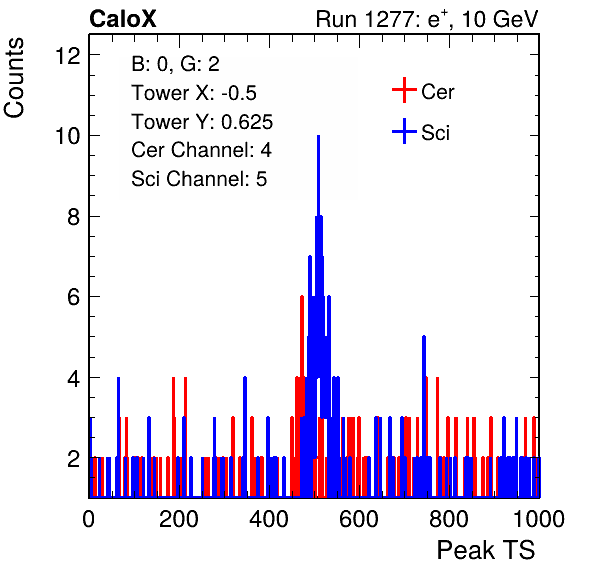 CaloX Run 1277: e⁺, 10 GeV
Counts
B: 0, G: 2
Tower X: -0.5
Tower Y: 0.625
Cer Channel: 4
Sci Channel: 5
Cer
Sci
12
10
8
6
4
2
0 200 400 600 800 1000
Peak TS